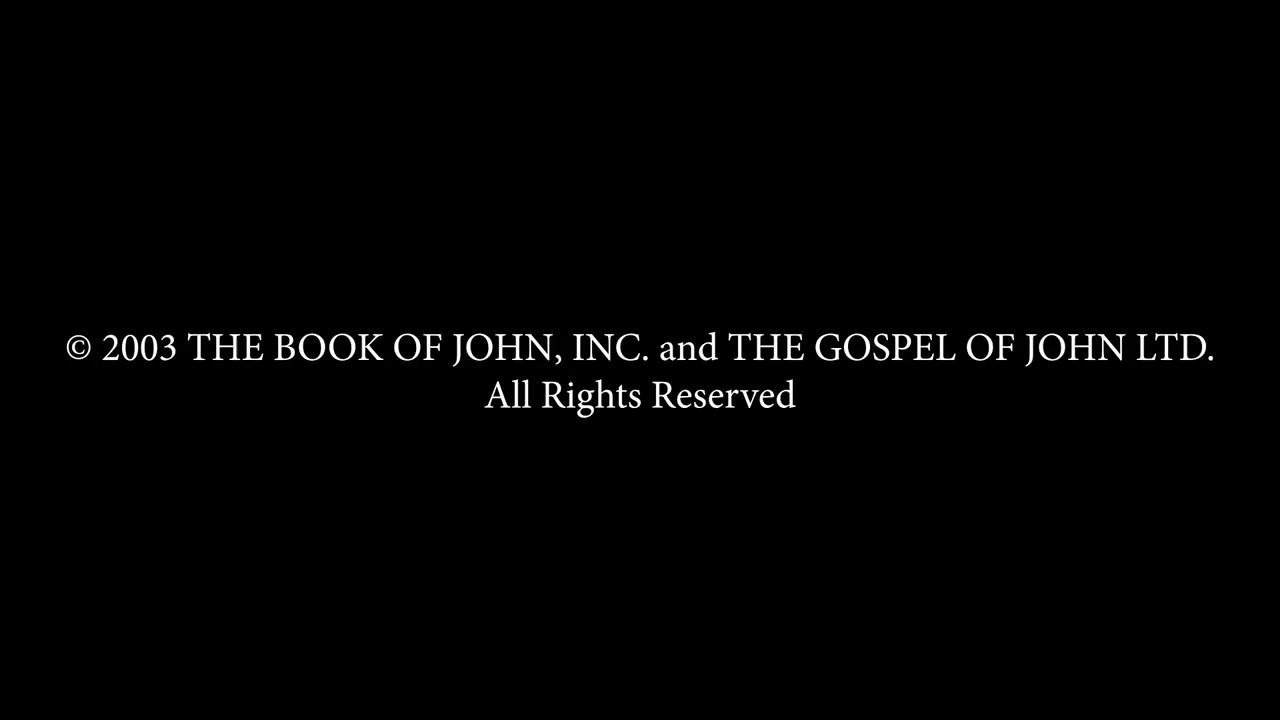 © 2003 THE BOOK OF JOHN, INC. and THE GOSPEL OF JOHN LTD.
All Rights Reserved